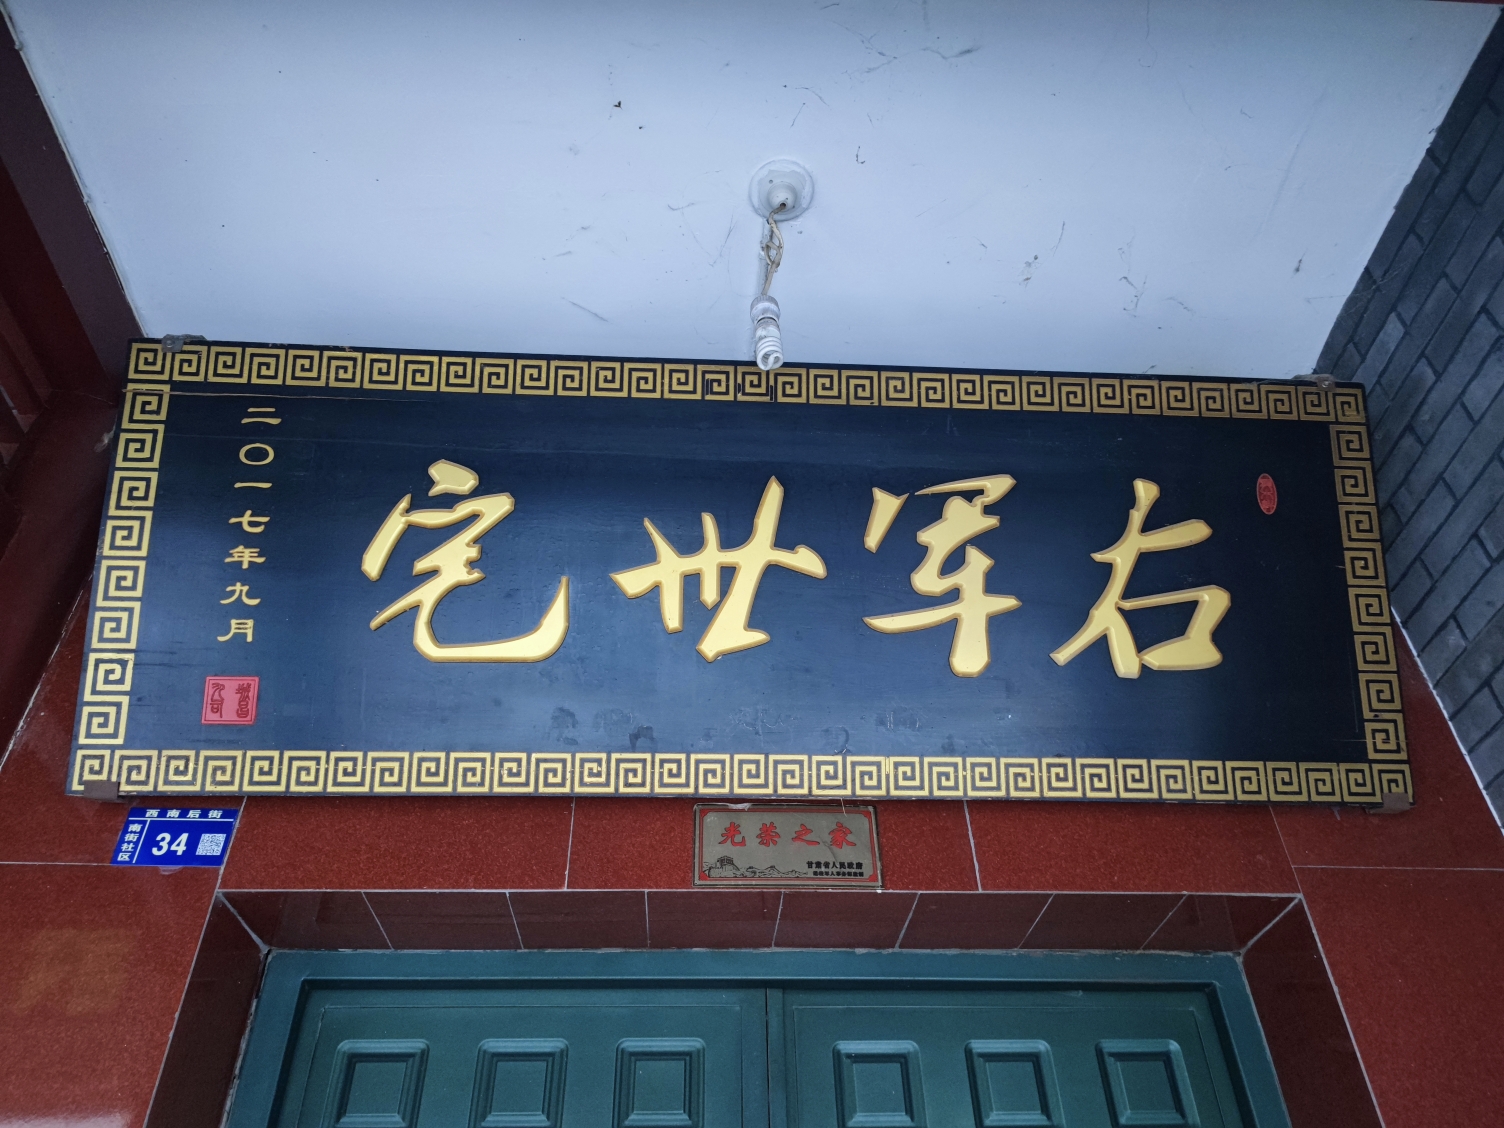 右军世宅
二〇一七年九月
西南后街
南街社区
34
光荣之家
甘肃省人民政府